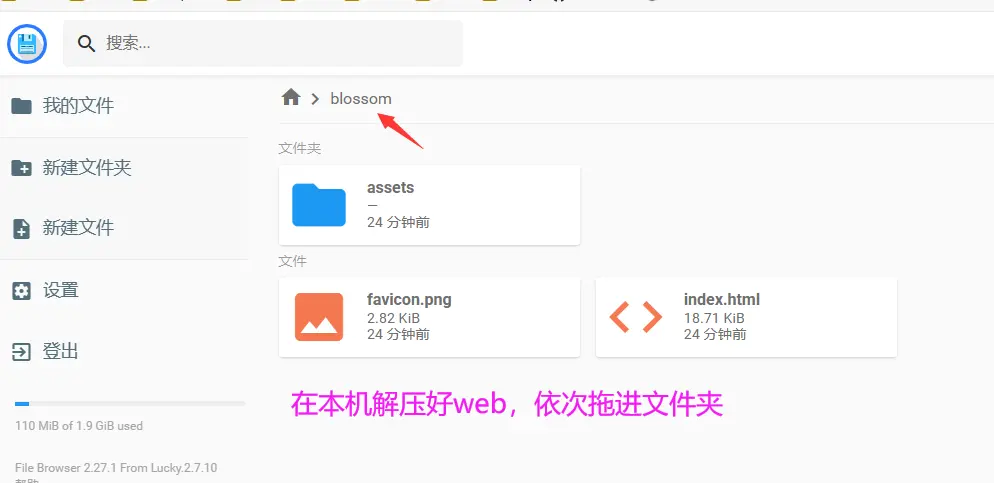 搜索...
我的文件
新建文件夹
新建文件
设置
登出
110 MiB of 1.9 GiB used
File Browser 2.27.1 From Lucky.2.7.10
blossom
文件夹
assets
—
24 分钟前
文件
favicon.png
2.82 KiB
24 分钟前
index.html
18.71 KiB
24 分钟前
在本机解压好web，依次拖进文件夹